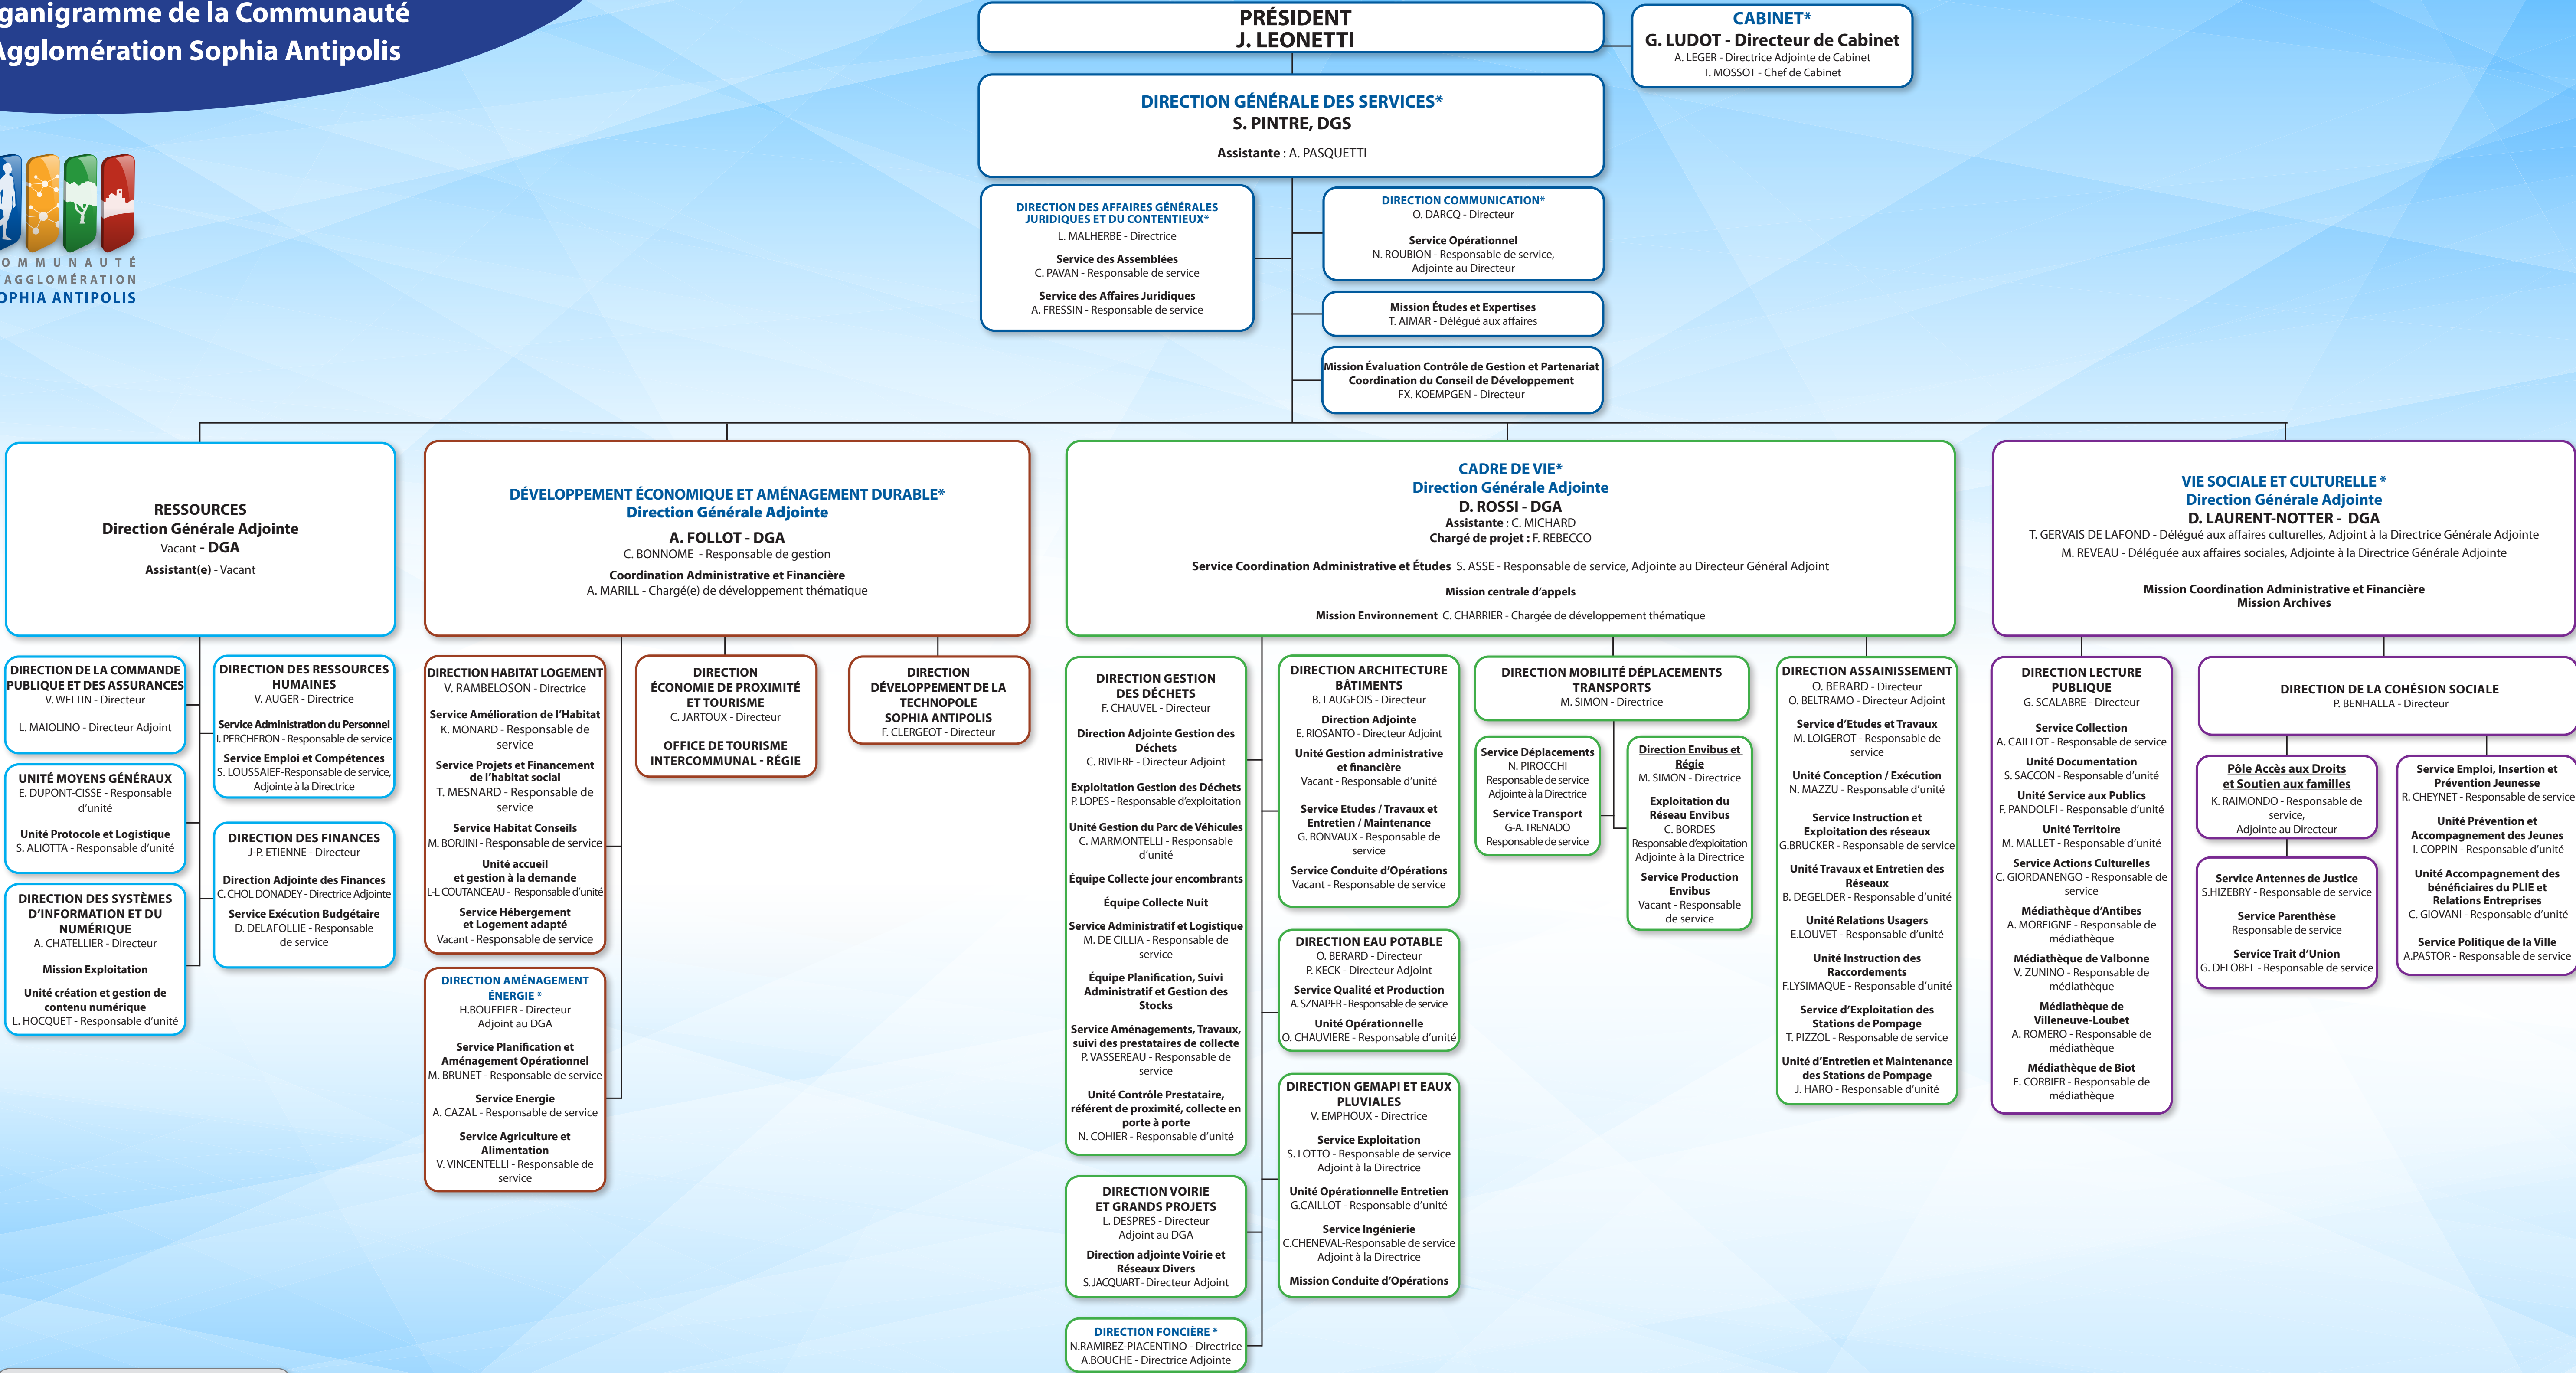 ganigramme de la Communauté
Agglomération Sophia Antipolis
OMMUNAUTÉ
'AGGLOMÉRATION
OPHIA ANTIPOLIS
PRÉSIDENT
J. LEONETTI
CABINET*
G. LUDOT - Directeur de Cabinet
A. LEGER - Directrice Adjointe de Cabinet
T. MOSSOT - Chef de Cabinet
DIRECTION GÉNÉRALE DES SERVICES*
S. PINTRE, DGS
Assistante : A. PASQUETTI
DIRECTION DES AFFAIRES GÉNÉRALES
JURIDIQUES ET DU CONTENTIEUX*
L. MALHERBE - Directrice
Service des Assemblées
C. PAVAN - Responsable de service
Service des Affaires Juridiques
A. FRESSIN - Responsable de service
DIRECTION COMMUNICATION*
O. DARCQ - Directeur
Service Opérationnel
N. ROUBION - Responsable de service,
Adjointe au Directeur
Mission Études et Expertises
T. AIMAR - Délégué aux affaires
Mission Évaluation Contrôle de Gestion et Partenariat
Coordination du Conseil de Développement
FX. KOEMPGEN - Directeur
RESSOURCES
Direction Générale Adjointe
Vacant - DGA
Assistant(e) - Vacant
DIRECTION DE LA COMMANDE
PUBLIQUE ET DES ASSURANCES
V. WELTIN - Directeur
L. MAIOLINO - Directeur Adjoint
UNITÉ MOYENS GÉNÉRAUX
E. DUPONT-CISSE - Responsable
d'unité
Unité Protocole et Logistique
S. ALIOTTA - Responsable d'unité
DIRECTION DES SYSTÈMES
D'INFORMATION ET DU
NUMÉRIQUE
A. CHATELLIER - Directeur
Mission Exploitation
Unité création et gestion de
contenu numérique
L. HOCQUET - Responsable d'unité
DIRECTION DES RESSOURCES
HUMAINES
V. AUGER - Directrice
Service Administration du Personnel
I. PERCHERON - Responsable de service
Service Emploi et Compétences
S. LOUSSAIEF-Responsable de service,
Adjointe à la Directrice
DIRECTION DES FINANCES
J-P. ETIENNE - Directeur
Direction Adjointe des Finances
C. CHOL DONADEY - Directrice Adjointe
Service Exécution Budgétaire
D. DELAFOLLIE - Responsable
de service
DÉVELOPPEMENT ÉCONOMIQUE ET AMÉNAGEMENT DURABLE*
Direction Générale Adjointe
A. FOLLOT - DGA
C. BONNOME - Responsable de gestion
Coordination Administrative et Financière
A. MARILL - Chargé(e) de développement thématique
DIRECTION HABITAT LOGEMENT
V. RAMBELOSON - Directrice
Service Amélioration de l'Habitat
K. MONARD - Responsable de
service
Service Projets et Financement
de l'habitat social
T. MESNARD - Responsable de
service
Service Habitat Conseils
M. BORJINI - Responsable de service
Unité accueil
et gestion à la demande
L-L COUTANCEAU - Responsable d'unité
Service Hébergement
et Logement adapté
Vacant - Responsable de service
DIRECTION AMÉNAGEMENT
ÉNERGIE *
H.BOUFFIER - Directeur
Adjoint au DGA
Service Planification et
Aménagement Opérationnel
M. BRUNET - Responsable de service
Service Energie
A. CAZAL - Responsable de service
Service Agriculture et
Alimentation
V. VINCENTELLI - Responsable de
service
DIRECTION
ÉCONOMIE DE PROXIMITÉ
ET TOURISME
C. JARTOUX - Directeur
OFFICE DE TOURISME
INTERCOMMUNAL - RÉGIE
DIRECTION
DÉVELOPPEMENT DE LA
TECHNOPOLE
SOPHIA ANTIPOLIS
F. CLERGEOT - Directeur
CADRE DE VIE*
Direction Générale Adjointe
D. ROSSI - DGA
Assistante : C. MICHARD
Chargé de projet : F. REBECCO
Service Coordination Administrative et Études S. ASSE - Responsable de service, Adjointe au Directeur Général Adjoint
Mission centrale d'appels
Mission Environnement C. CHARRIER - Chargée de développement thématique
DIRECTION GESTION
DES DÉCHETS
F. CHAUVEL - Directeur
Direction Adjointe Gestion des
Déchets
C. RIVIERE - Directeur Adjoint
Exploitation Gestion des Déchets
P. LOPES - Responsable d'exploitation
Unité Gestion du Parc de Véhicules
C. MARMONTELLI - Responsable
d'unité
Équipe Collecte jour encombrants
Équipe Collecte Nuit
Service Administratif et Logistique
M. DE CILLIA - Responsable de
service
Équipe Planification, Suivi
Administratif et Gestion des
Stocks
Service Aménagements, Travaux,
suivi des prestataires de collecte
P. VASSEREAU - Responsable de
service
Unité Contrôle Prestataire,
référent de proximité, collecte en
porte à porte
N. COHIER - Responsable d'unité
DIRECTION VOIRIE
ET GRANDS PROJETS
L. DESPRES - Directeur
Adjoint au DGA
Direction adjointe Voirie et
Réseaux Divers
S. JACQUART - Directeur Adjoint
DIRECTION FONCIÈRE *
N.RAMIREZ-PIACENTINO - Directrice
A.BOUCHE - Directrice Adjointe
DIRECTION ARCHITECTURE
BÂTIMENTS
B. LAUGEOIS - Directeur
Direction Adjointe
E. RIOSANTO - Directeur Adjoint
Unité Gestion administrative
et financière
Vacant - Responsable d'unité
Service Etudes / Travaux et
Entretien / Maintenance
G. RONVAUX - Responsable de
service
Service Conduite d'Opérations
Vacant - Responsable de service
DIRECTION EAU POTABLE
O. BERARD - Directeur
P. KECK - Directeur Adjoint
Service Qualité et Production
A. SZNAPER - Responsable de service
Unité Opérationnelle
O. CHAUVIERE - Responsable d'unité
DIRECTION GEMAPI ET EAUX
PLUVIALES
V. EMPHOUX - Directrice
Service Exploitation
S. LOTTO - Responsable de service
Adjoint à la Directrice
Unité Opérationnelle Entretien
G.CAILLOT - Responsable d'unité
Service Ingénierie
C.CHENEVAL-Responsable de service
Adjoint à la Directrice
Mission Conduite d'Opérations
DIRECTION MOBILITÉ DÉPLACEMENTS
TRANSPORTS
M. SIMON - Directrice
Service Déplacements
N. PIROCCHI
Responsable de service
Adjointe à la Directrice
Service Transport
G-A. TRENADO
Responsable de service
Direction Envibus et
Régie
M. SIMON - Directrice
Exploitation du
Réseau Envibus
C. BORDES
Responsable d'exploitation
Adjointe à la Directrice
Service Production
Envibus
Vacant - Responsable
de service
DIRECTION ASSAINISSEMENT
O. BERARD - Directeur
O. BELTRAMO - Directeur Adjoint
Service d'Etudes et Travaux
M. LOIGEROT - Responsable de
service
Unité Conception / Exécution
N. MAZZU - Responsable d'unité
Service Instruction et
Exploitation des réseaux
G.BRUCKER - Responsable de service
Unité Travaux et Entretien des
Réseaux
B. DEGELDER - Responsable d'unité
Unité Relations Usagers
E.LOUVET - Responsable d'unité
Unité Instruction des
Raccordements
F.LYSIMAQUE - Responsable d'unité
Service d'Exploitation des
Stations de Pompage
T. PIZZOL - Responsable de service
Unité d'Entretien et Maintenance
des Stations de Pompage
J. HARO - Responsable d'unité
VIE SOCIALE ET CULTURELLE *
Direction Générale Adjointe
D. LAURENT-NOTTER - DGA
T. GERVAIS DE LAFOND - Délégué aux affaires culturelles, Adjoint à la Directrice Générale Adjointe
M. REVEAU - Déléguée aux affaires sociales, Adjointe à la Directrice Générale Adjointe
Mission Coordination Administrative et Financière
Mission Archives
DIRECTION LECTURE
PUBLIQUE
G. SCALABRE - Directeur
Service Collection
A. CAILLOT - Responsable de service
Unité Documentation
S. SACCON - Responsable d'unité
Unité Service aux Publics
F. PANDOLFI - Responsable d'unité
Unité Territoire
M. MALLET - Responsable d'unité
Service Actions Culturelles
C. GIORDANENGO - Responsable de
service
Médiathèque d'Antibes
A. MOREIGNE - Responsable de
médiathèque
Médiathèque de Valbonne
V. ZUNINO - Responsable de
médiathèque
Médiathèque de
Villeneuve-Loubet
A. ROMERO - Responsable de
médiathèque
Médiathèque de Biot
E. CORBIER - Responsable de
médiathèque
DIRECTION DE LA COHÉSION SOCIALE
P. BENHALLA - Directeur
Pôle Accès aux Droits
et Soutien aux familles
K. RAIMONDO - Responsable de
service,
Adjointe au Directeur
Service Antennes de Justice
S.HIZEBRY - Responsable de service
Service Parenthèse
Responsable de service
Service Trait d'Union
G. DELOBEL - Responsable de service
Service Emploi, Insertion et
Prévention Jeunesse
R. CHEYNET - Responsable de service
Unité Prévention et
Accompagnement des Jeunes
I. COPPIN - Responsable d'unité
Unité Accompagnement des
bénéficiaires du PLIE et
Relations Entreprises
C. GIOVANI - Responsable d'unité
Service Politique de la Ville
A.PASTOR - Responsable de service